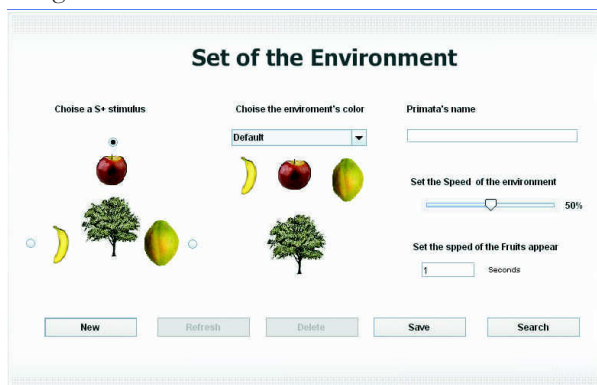 Set of the Environment
Choise a S+ stimulus
Choise the enviroment's color
Primata's name
Default
Set the Speed of the environment
50%
Set the spped of the Fruits appear
1 Seconds
New Refresh Delete Save Search